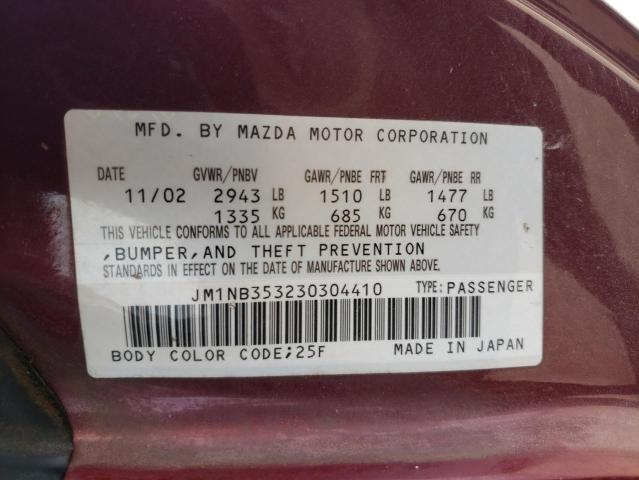 MFD. BY MAZDA MOTOR CORPORATION
DATE GVWR/PNBV GAWR/PNBE FRT GAWR/PNBE RR
11/02 2943 LB 1510 LB 1477 LB
1335 KG 685 KG 670 KG
THIS VEHICLE CONFORMS TO ALL APPLICABLE FEDERAL MOTOR VEHICLE SAFETY
,BUMPER,AND THEFT PREVENTION
STANDARDS IN EFFECT ON THE DATE OF MANUFACTURE SHOWN ABOVE.
JM1NB353230304410 TYPE:PASSENGER
BODY COLOR CODE;25F MADE IN JAPAN